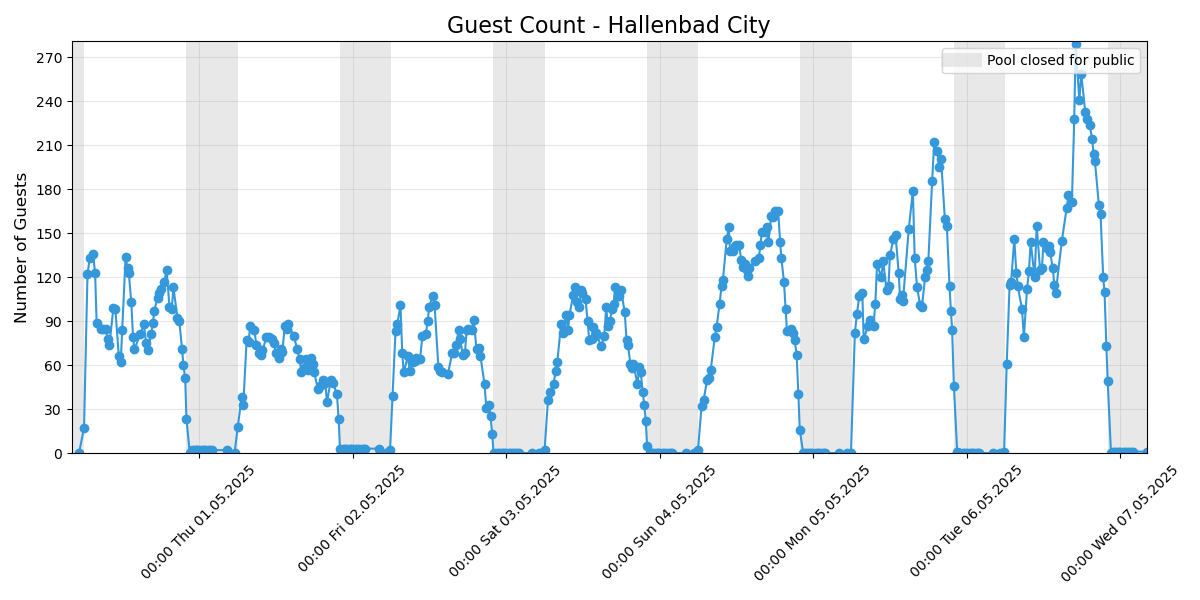 Guest Count - Hallenbad City
Pool closed for public
Number of Guests
270
240
210
180
150
120
90
60
30
0
00:00 Thu 01.05.2025
00:00 Fri 02.05.2025
00:00 Sat 03.05.2025
00:00 Sun 04.05.2025
00:00 Mon 05.05.2025
00:00 Tue 06.05.2025
00:00 Wed 07.05.2025